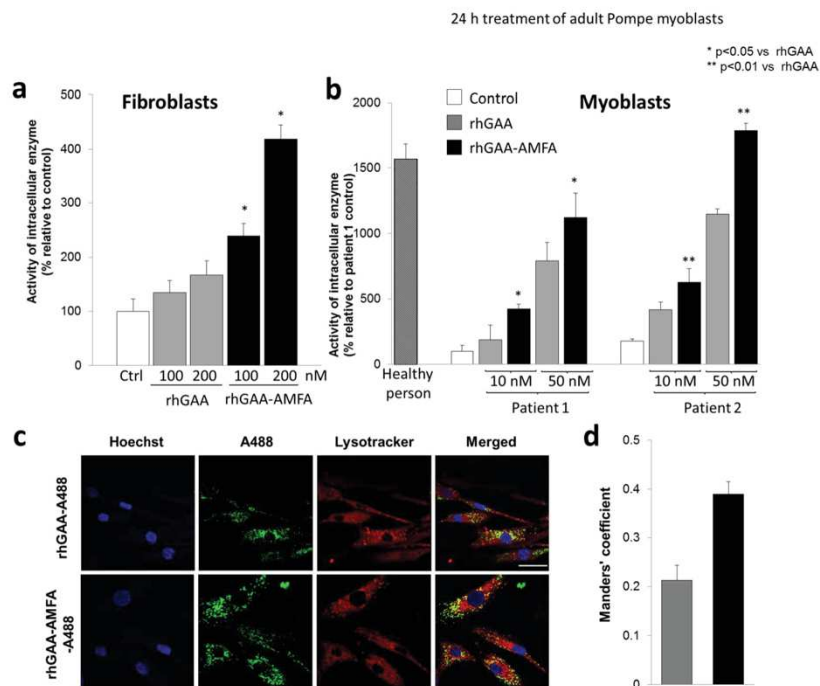 24 h treatment of adult Pompe myoblasts
* p<0.05 vs rhGAA
** p<0.01 vs rhGAA
a
Fibroblasts
Activity of intracellular enzyme
(% relative to control)
500
400
300
200
100
0
*
*
Ctrl 100 200 100 200 nM
rhGAA rhGAA-AMFA
b
Control
rhGAA
rhGAA-AMFA
Myoblasts
Activity of intracellular enzyme
(% relative to patient 1 control)
2000
1500
1000
500
0
*
*
**
**
Healthy
person
10 nM 50 nM 10 nM 50 nM
Patient 1 Patient 2
c
Hoechst A488 Lysotracker Merged
rhGAA-A488
rhGAA-AMFA
-A488
d
Manders' coefficient
0.5
0.4
0.3
0.2
0.1
0